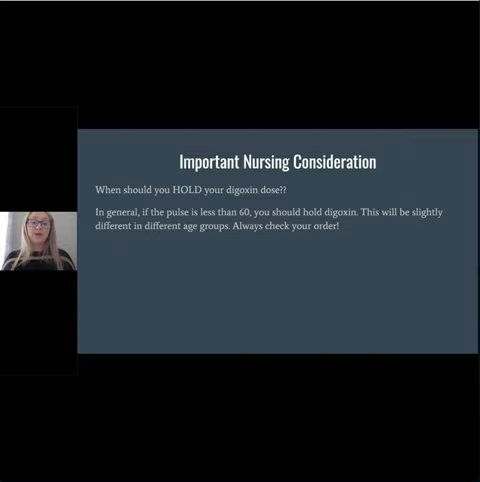 Important Nursing Consideration
When should you HOLD your digoxin dose??
In general, if the pulse is less than 60, you should hold digoxin. This will be slightly
different in different age groups. Always check your order!